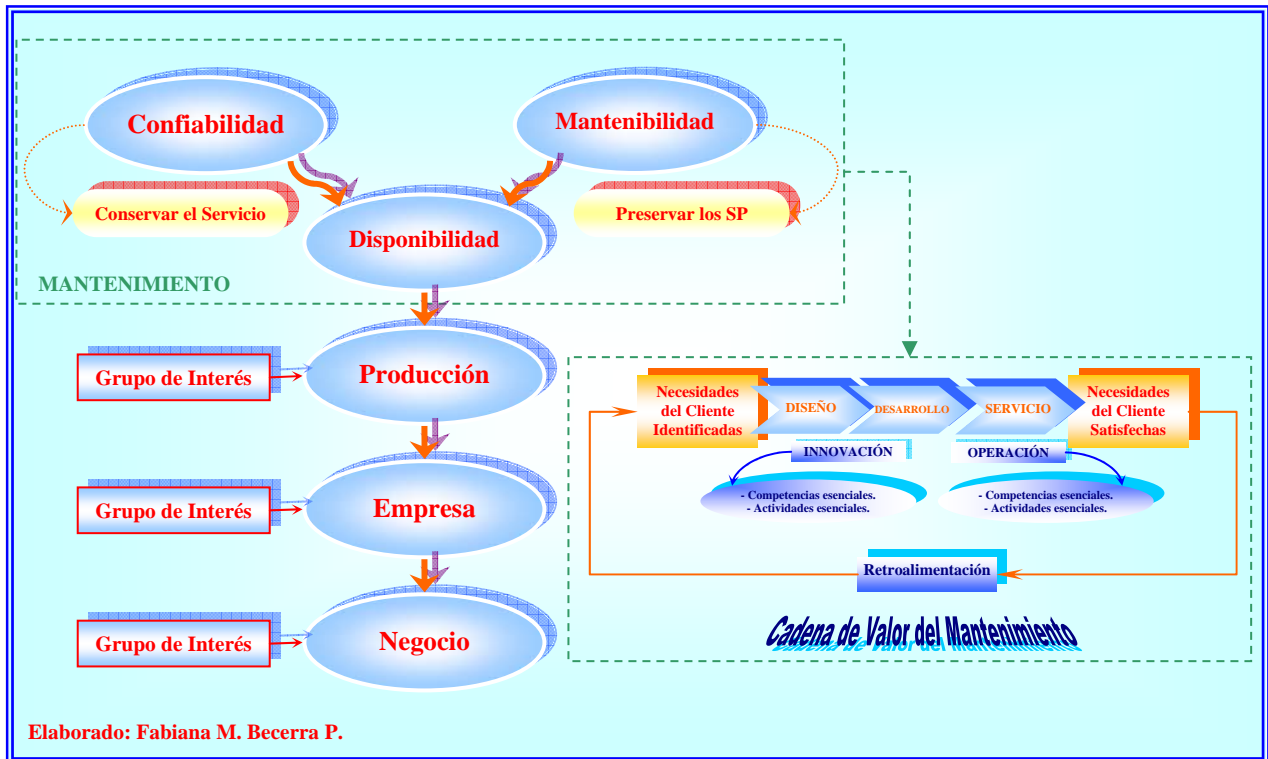 Confiabilidad
Mantenibilidad
Conservar el Servicio
Preservar los SP
Disponibilidad
MANTENIMIENTO
Grupo de Interés
Producción
Grupo de Interés
Empresa
Grupo de Interés
Negocio
Necesidades
del Cliente
Identificadas
DISEÑO
DESARROLLO
SERVICIO
Necesidades
del Cliente
Satisfechas
INNOVACIÓN
OPERACIÓN
- Competencias esenciales.
- Actividades esenciales.
- Competencias esenciales.
- Actividades esenciales.
Retroalimentación
Cadena de Valor del Mantenimiento
Elaborado: Fabiana M. Becerra P.